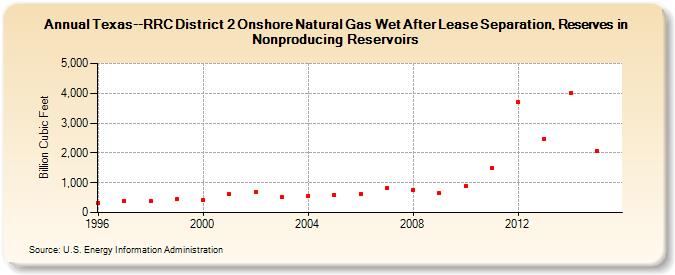 Annual Texas--RRC District 2 Onshore Natural Gas Wet After Lease Separation, Reserves in
Nonproducing Reservoirs
Billion Cubic Feet
5,000
4,000
3,000
2,000
1,000
0
1996
2000
2004
2008
2012
Source: U.S. Energy Information Administration